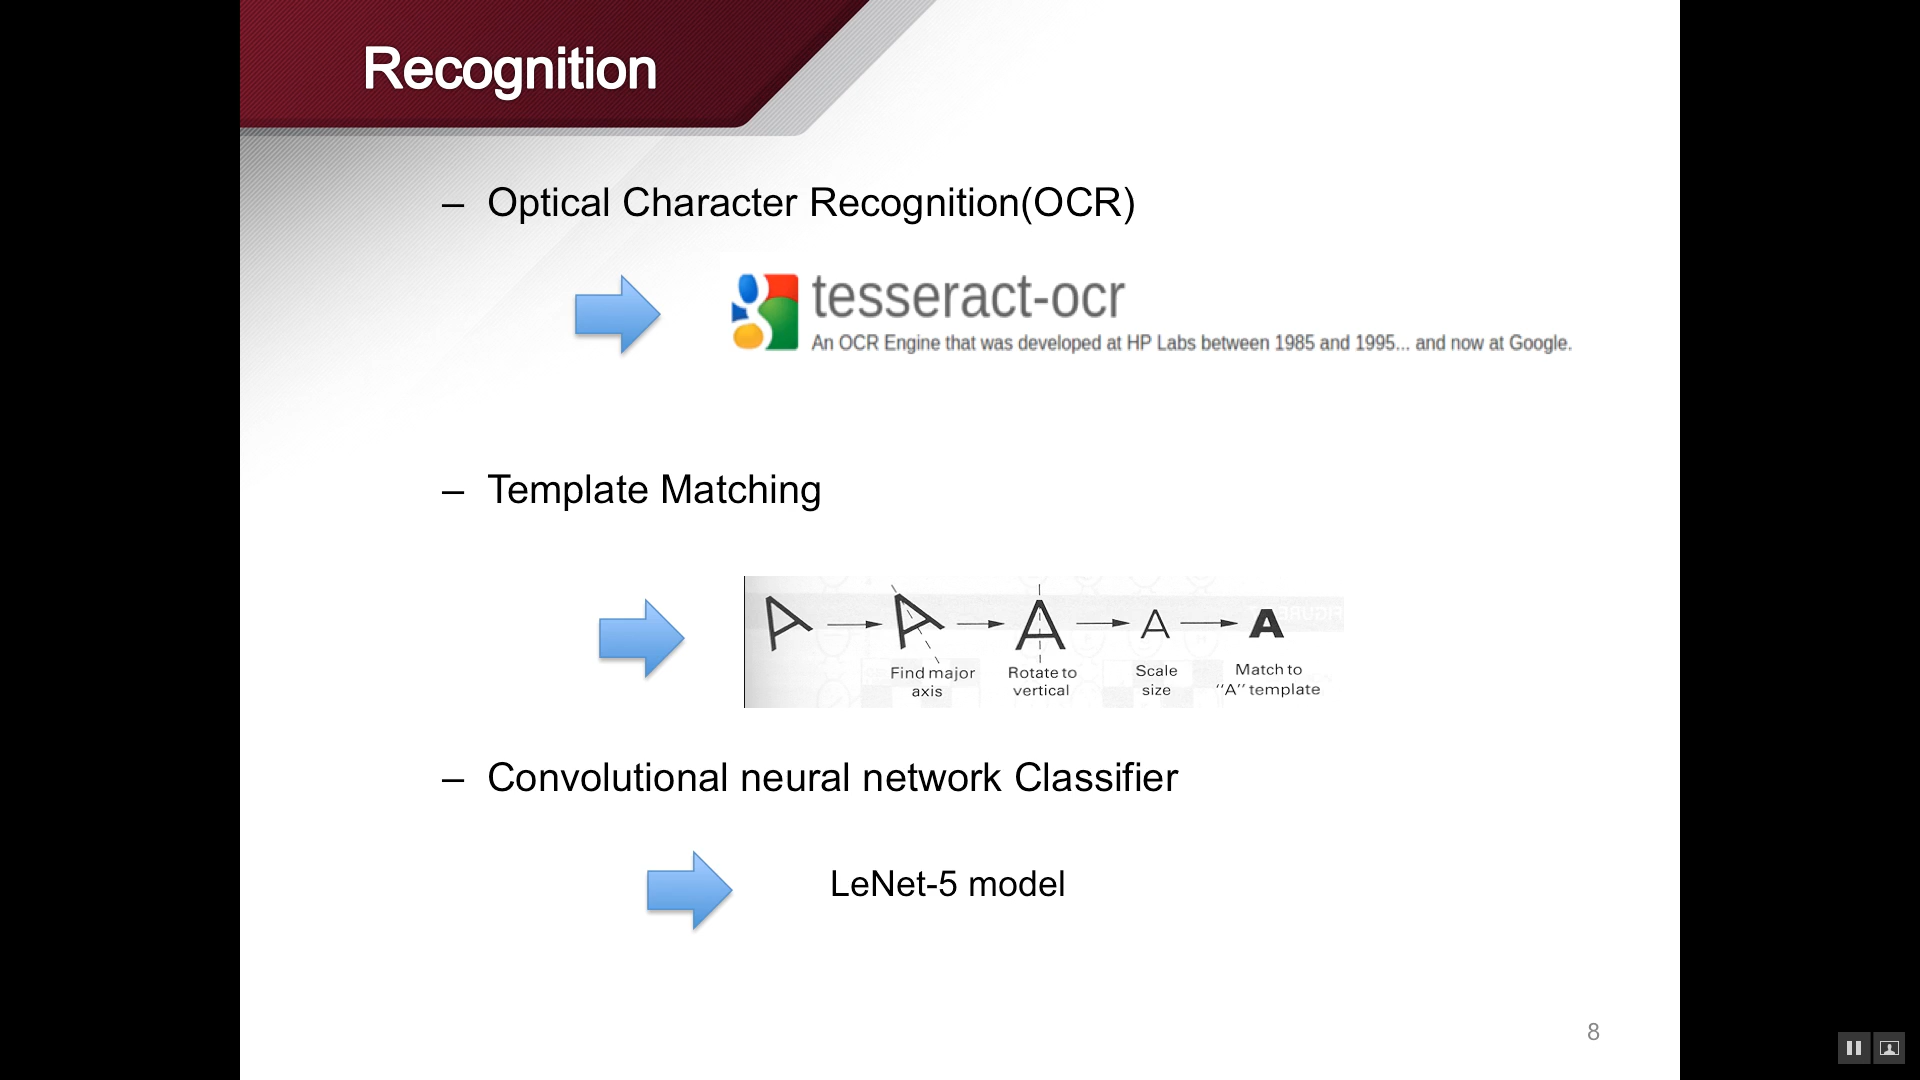 Recognition
– Optical Character Recognition(OCR)
tesseract-ocr
An OCR Engine that was developed at HP Labs between 1985 and 1995... and now at Google.
– Template Matching
A A A A A
Find major axis
Rotate to vertical
Scale size
Match to "A" template
– Convolutional neural network Classifier
LeNet-5 model
8